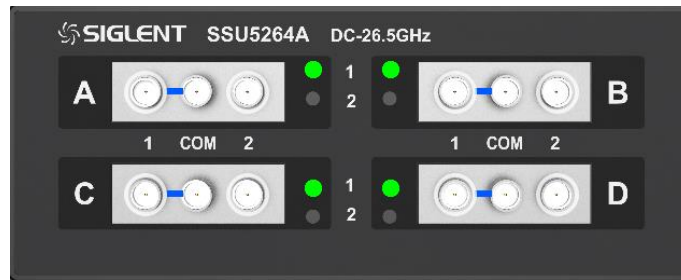 SIGLENT SSU5264A DC-26.5GHz
A 1 B
2
1 COM 2 1 COM 2
C 1 D
2